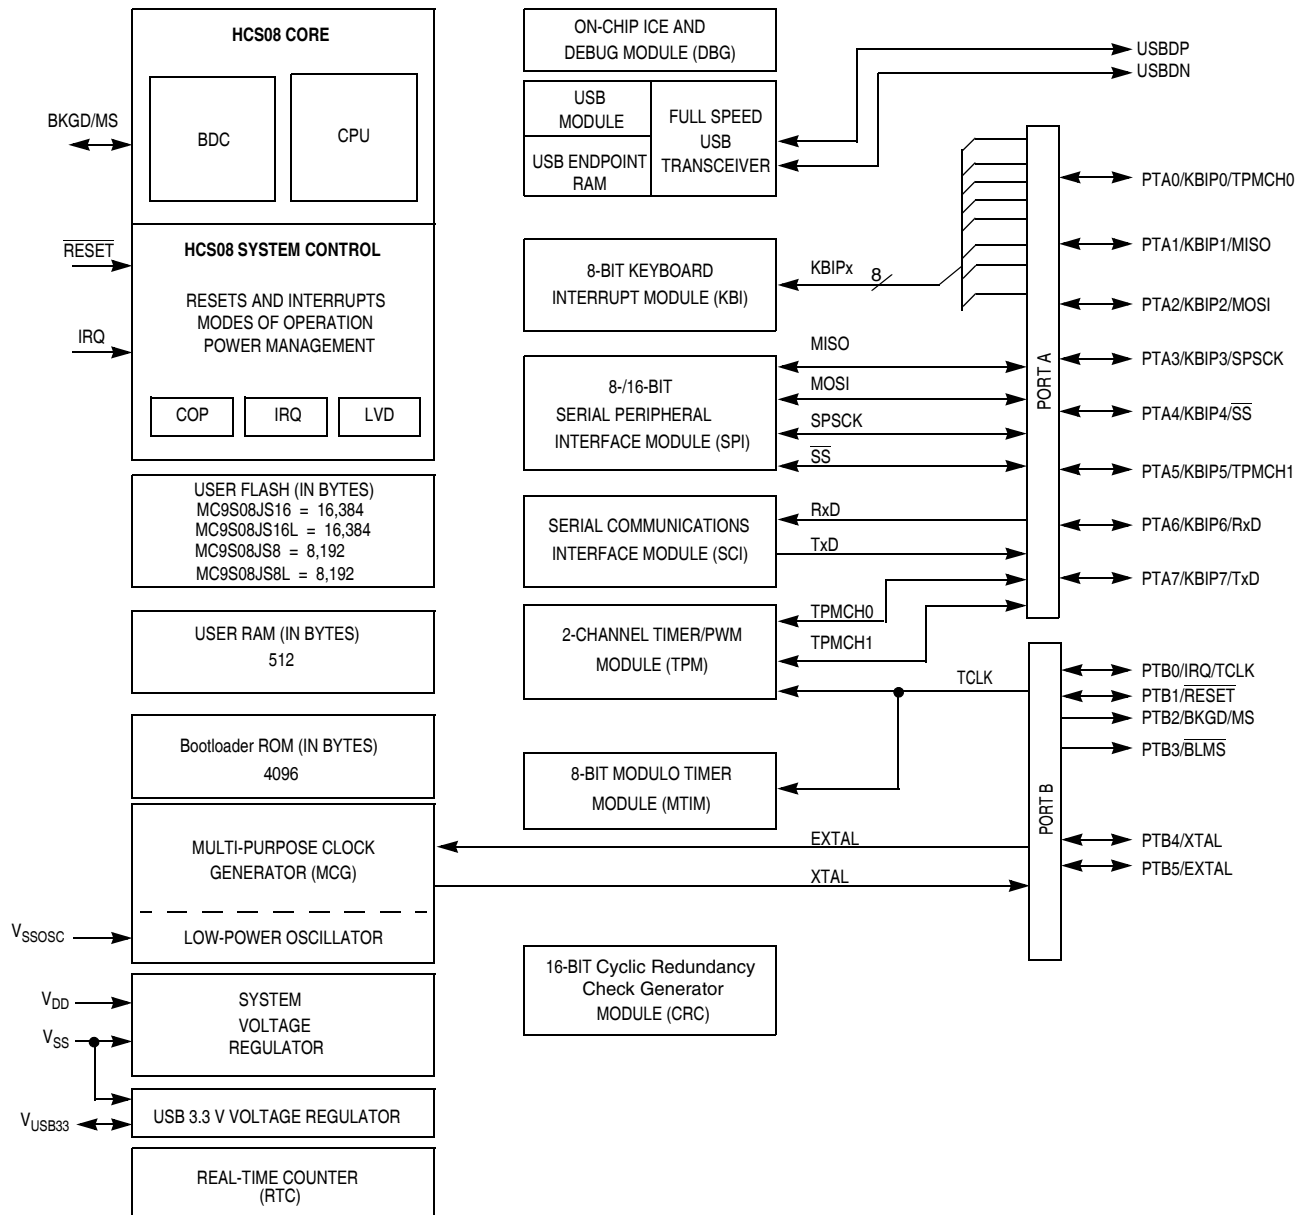 HCS08 CORE
BDC
CPU
BKGD/MS
RESET
HCS08 SYSTEM CONTROL
RESETS AND INTERRUPTS
MODES OF OPERATION
POWER MANAGEMENT
IRQ
COP
IRQ
LVD
USER FLASH (IN BYTES)
MC9S08JS16 = 16,384
MC9S08JS16L = 16,384
MC9S08JS8 = 8,192
MC9S08JS8L = 8,192
USER RAM (IN BYTES)
512
Bootloader ROM (IN BYTES)
4096
MULTI-PURPOSE CLOCK
GENERATOR (MCG)
LOW-POWER OSCILLATOR
VSSOSC
VDD
VSS
SYSTEM
VOLTAGE
REGULATOR
VUSB33
USB 3.3 V VOLTAGE REGULATOR
REAL-TIME COUNTER
(RTC)
ON-CHIP ICE AND
DEBUG MODULE (DBG)
USB
MODULE
USB ENDPOINT
RAM
FULL SPEED
USB
TRANSCEIVER
USBDP
USBDN
8-BIT KEYBOARD
INTERRUPT MODULE (KBI)
KBIPx
8
8-/16-BIT
SERIAL PERIPHERAL
INTERFACE MODULE (SPI)
MISO
MOSI
SPSCK
SS
SERIAL COMMUNICATIONS
INTERFACE MODULE (SCI)
RxD
TxD
2-CHANNEL TIMER/PWM
MODULE (TPM)
TPMCH0
TPMCH1
TCLK
8-BIT MODULO TIMER
MODULE (MTIM)
EXTAL
XTAL
16-BIT Cyclic Redundancy
Check Generator
MODULE (CRC)
PORT A
PTA0/KBIP0/TPMCH0
PTA1/KBIP1/MISO
PTA2/KBIP2/MOSI
PTA3/KBIP3/SPSCK
PTA4/KBIP4/SS
PTA5/KBIP5/TPMCH1
PTA6/KBIP6/RxD
PTA7/KBIP7/TxD
PORT B
PTB0/IRQ/TCLK
PTB1/RESET
PTB2/BKGD/MS
PTB3/BLMS
PTB4/XTAL
PTB5/EXTAL